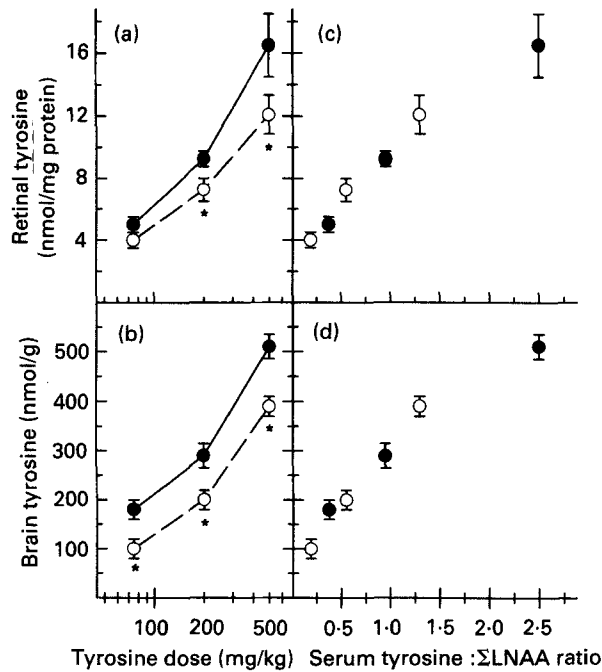 (a)
(c)
16
12
8
4
Retinal tyrosine
(nmol/mg protein)
*
*
(b)
(d)
500
400
300
200
100
Brain tyrosine (nmol/g)
*
*
*
100 200 500
0·5 1·0 1·5 2·0 2·5
Tyrosine dose (mg/kg)
Serum tyrosine :ΣLNAA ratio